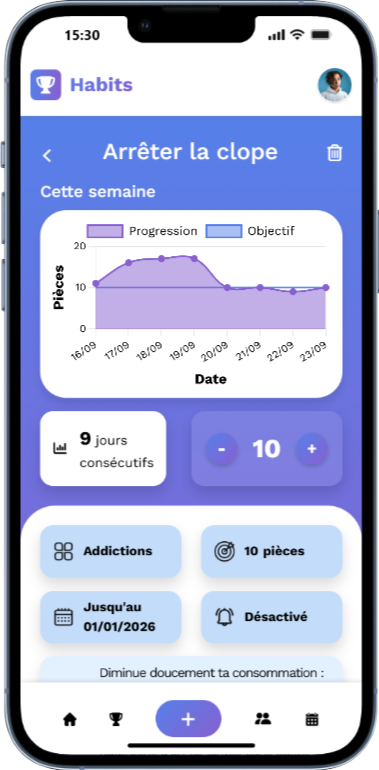 15:30
Habits
Arrêter la clope
Cette semaine
Progression Objectif
Pièces
20
10
0
16/09 17/09 18/09 19/09 20/09 21/09 22/09 23/09
Date
9 jours
consécutifs
- 10 +
Addictions
10 pièces
Jusqu'au
01/01/2026
Désactivé
Diminue doucement ta consommation :
+